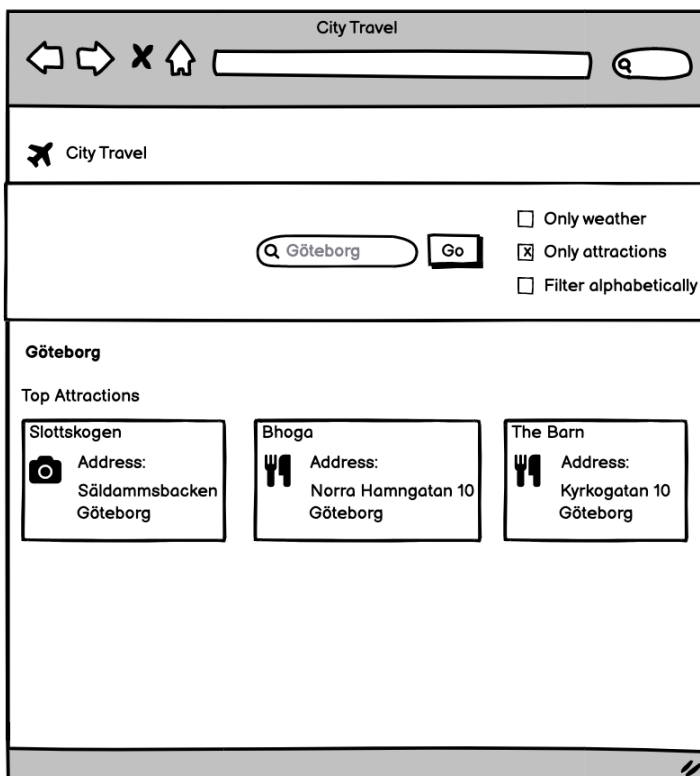 City Travel
City Travel
Göteborg
Go
Only weather
Only attractions
Filter alphabetically
Göteborg
Top Attractions
Slottskogen
Address:
Säldammsbacken
Göteborg
Bhoga
Address:
Norra Hamngatan 10
Göteborg
The Barn
Address:
Kyrkogatan 10
Göteborg